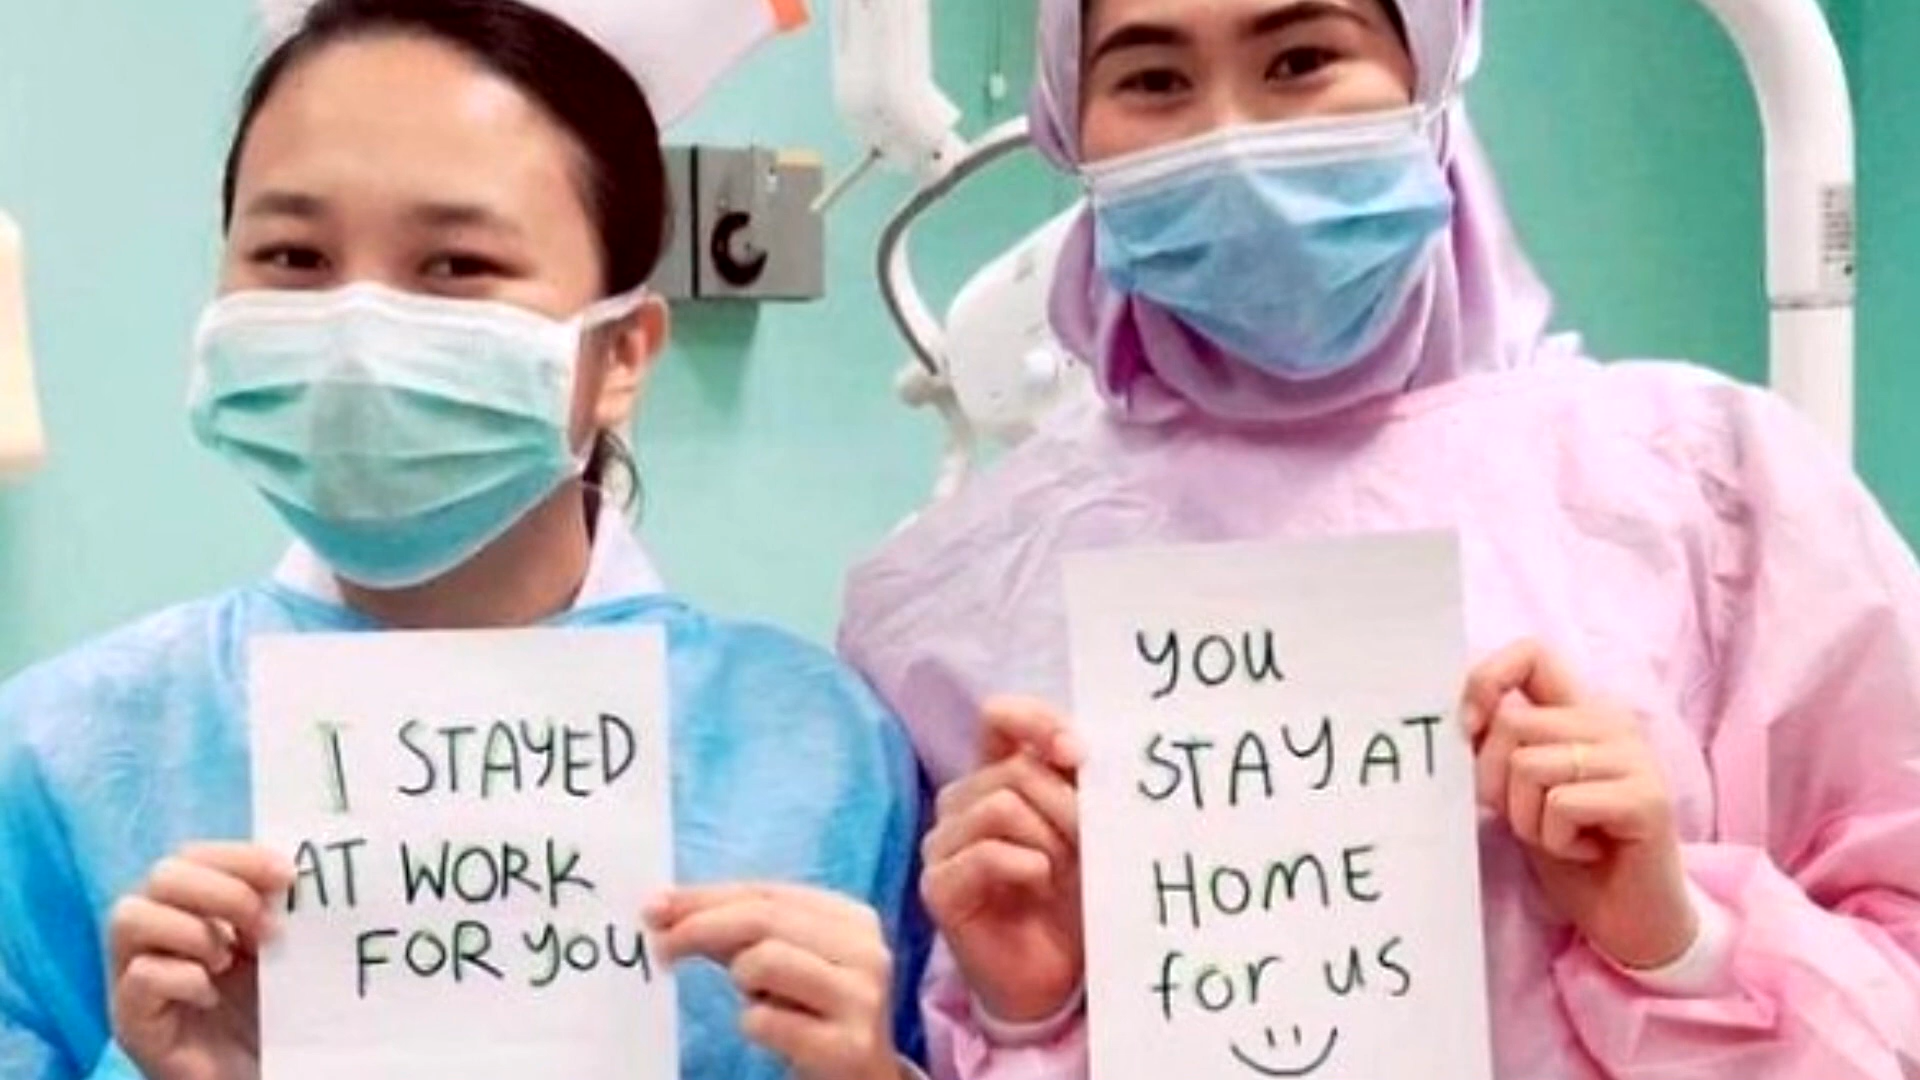 I STAYED
AT WORK
FOR YOU
YOU
STAY AT
HOME
for us